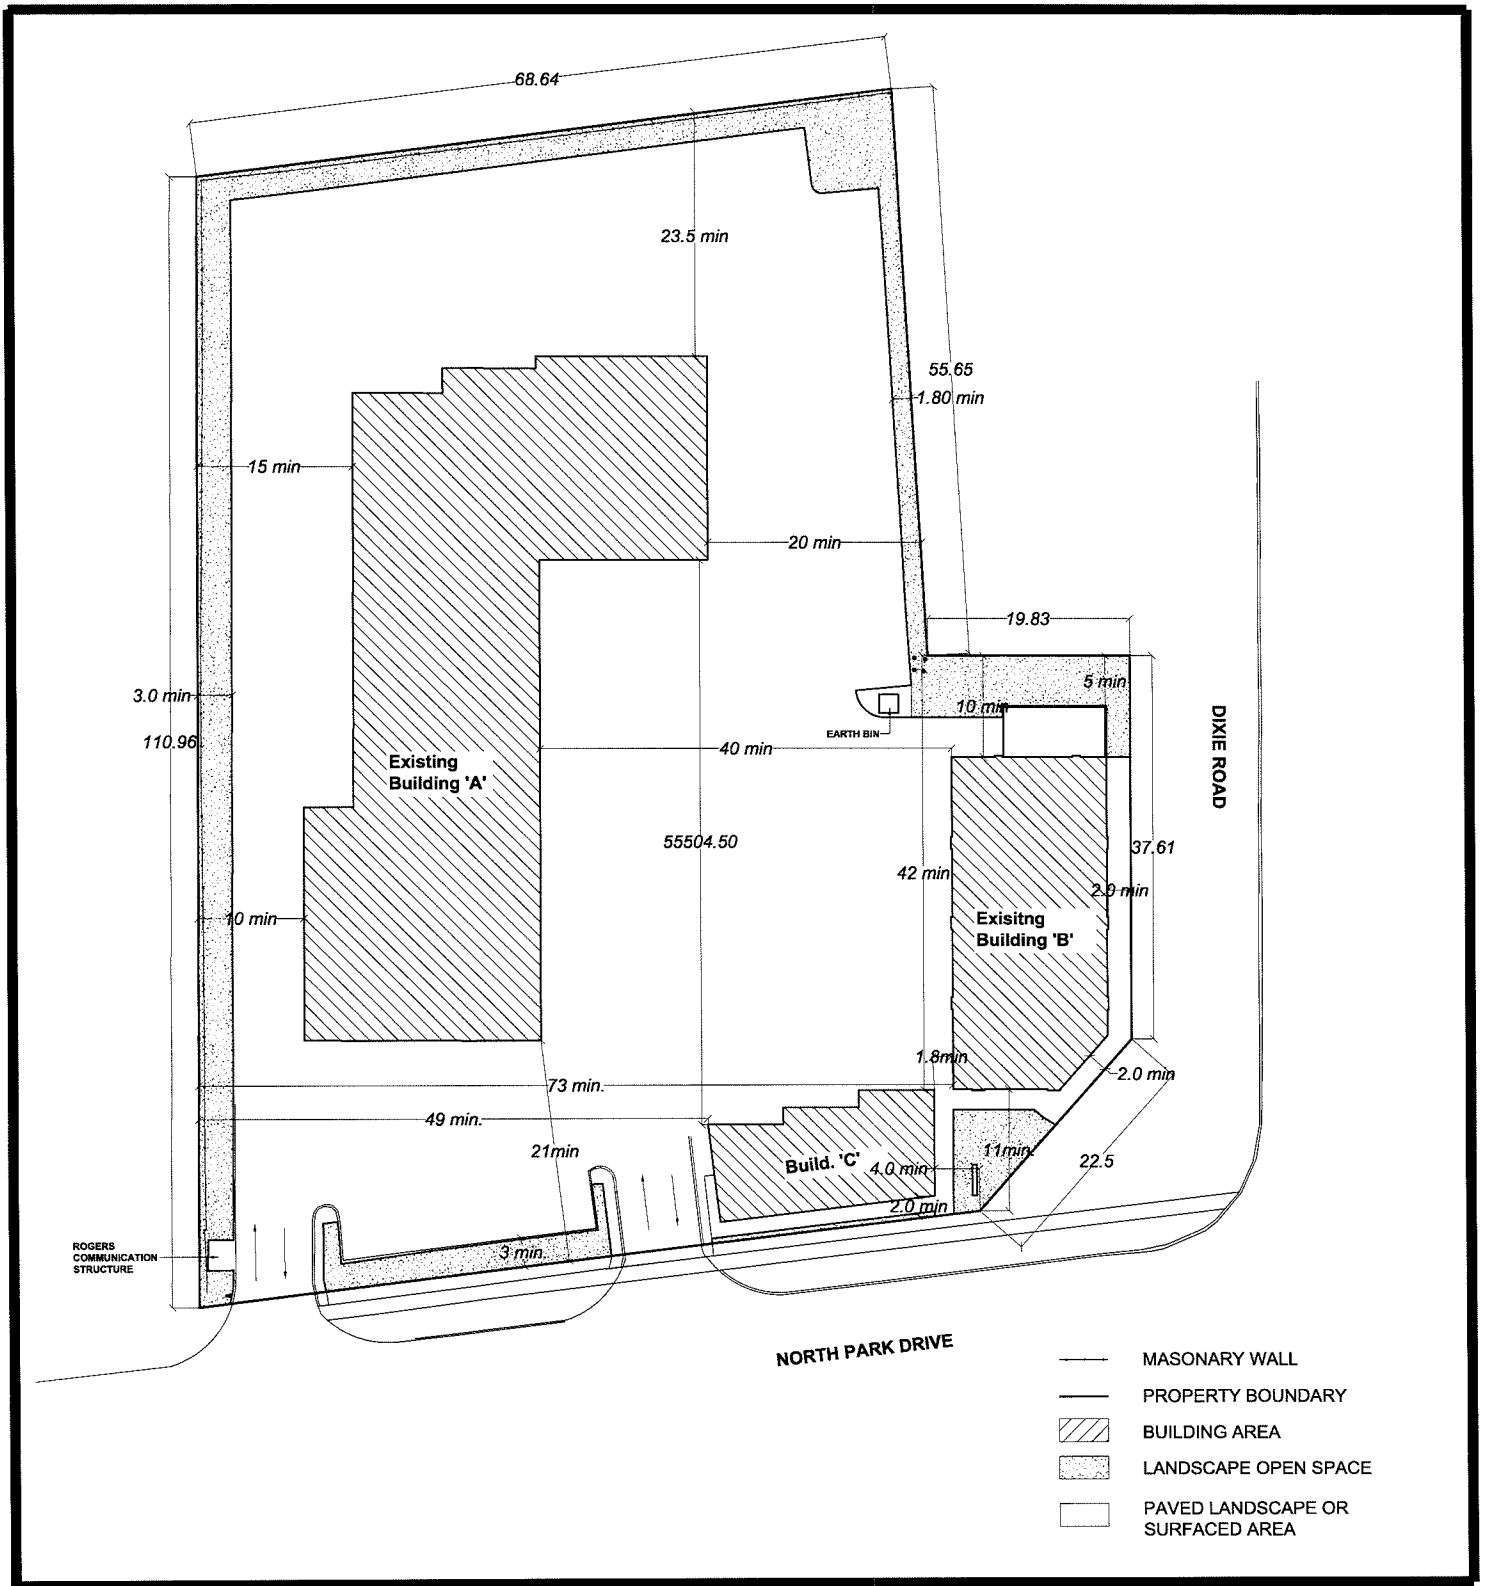 68.64
23.5 min
55.65
1.80 min
15 min
20 min
19.83
3.0 min
5 min
10 min
EARTH BIN
110.96
40 min
Existing
Building 'A'
DIXIE ROAD
55504.50
37.61
42 min
2.0 min
10 min
Exisitng
Building 'B'
1.8min
2.0 min
73 min.
49 min.
21min
11min.
Build. 'C'
4.0 min
22.5
2.0 min
3 min.
ROGERS
COMMUNICATION
STRUCTURE
NORTH PARK DRIVE
MASONARY WALL
PROPERTY BOUNDARY
BUILDING AREA
LANDSCAPE OPEN SPACE
PAVED LANDSCAPE OR
SURFACED AREA